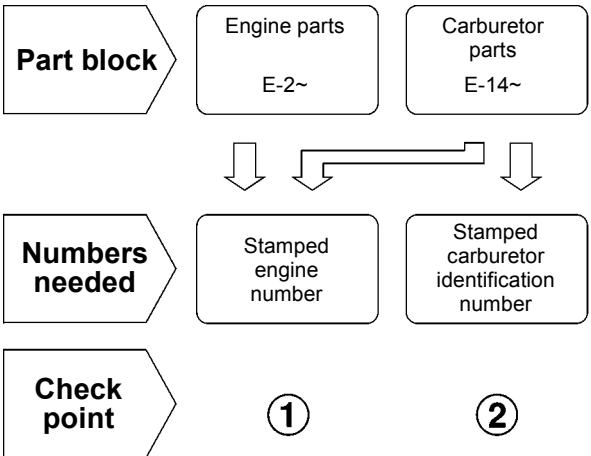 Part block
Engine parts
E-2~
Carburetor
parts
E-14~
Numbers
needed
Stamped
engine
number
Stamped
carburetor
identification
number
Check
point
①
②